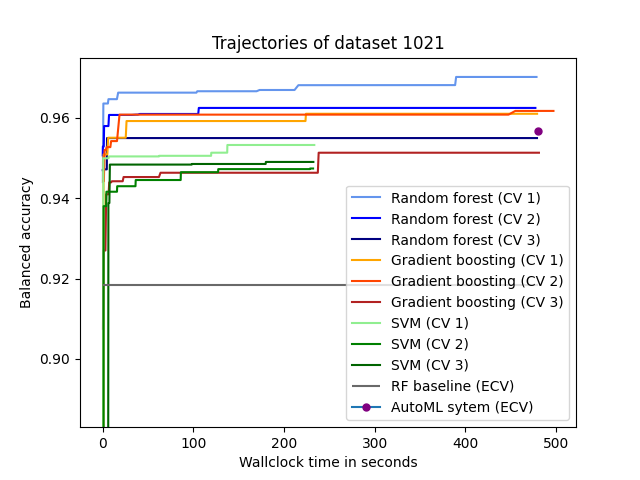 Trajectories of dataset 1021
Balanced accuracy
0.96
0.94
0.92
0.90
0
100
200
300
400
500
Wallclock time in seconds
Random forest (CV 1)
Random forest (CV 2)
Random forest (CV 3)
Gradient boosting (CV 1)
Gradient boosting (CV 2)
Gradient boosting (CV 3)
SVM (CV 1)
SVM (CV 2)
SVM (CV 3)
RF baseline (ECV)
AutoML sytem (ECV)